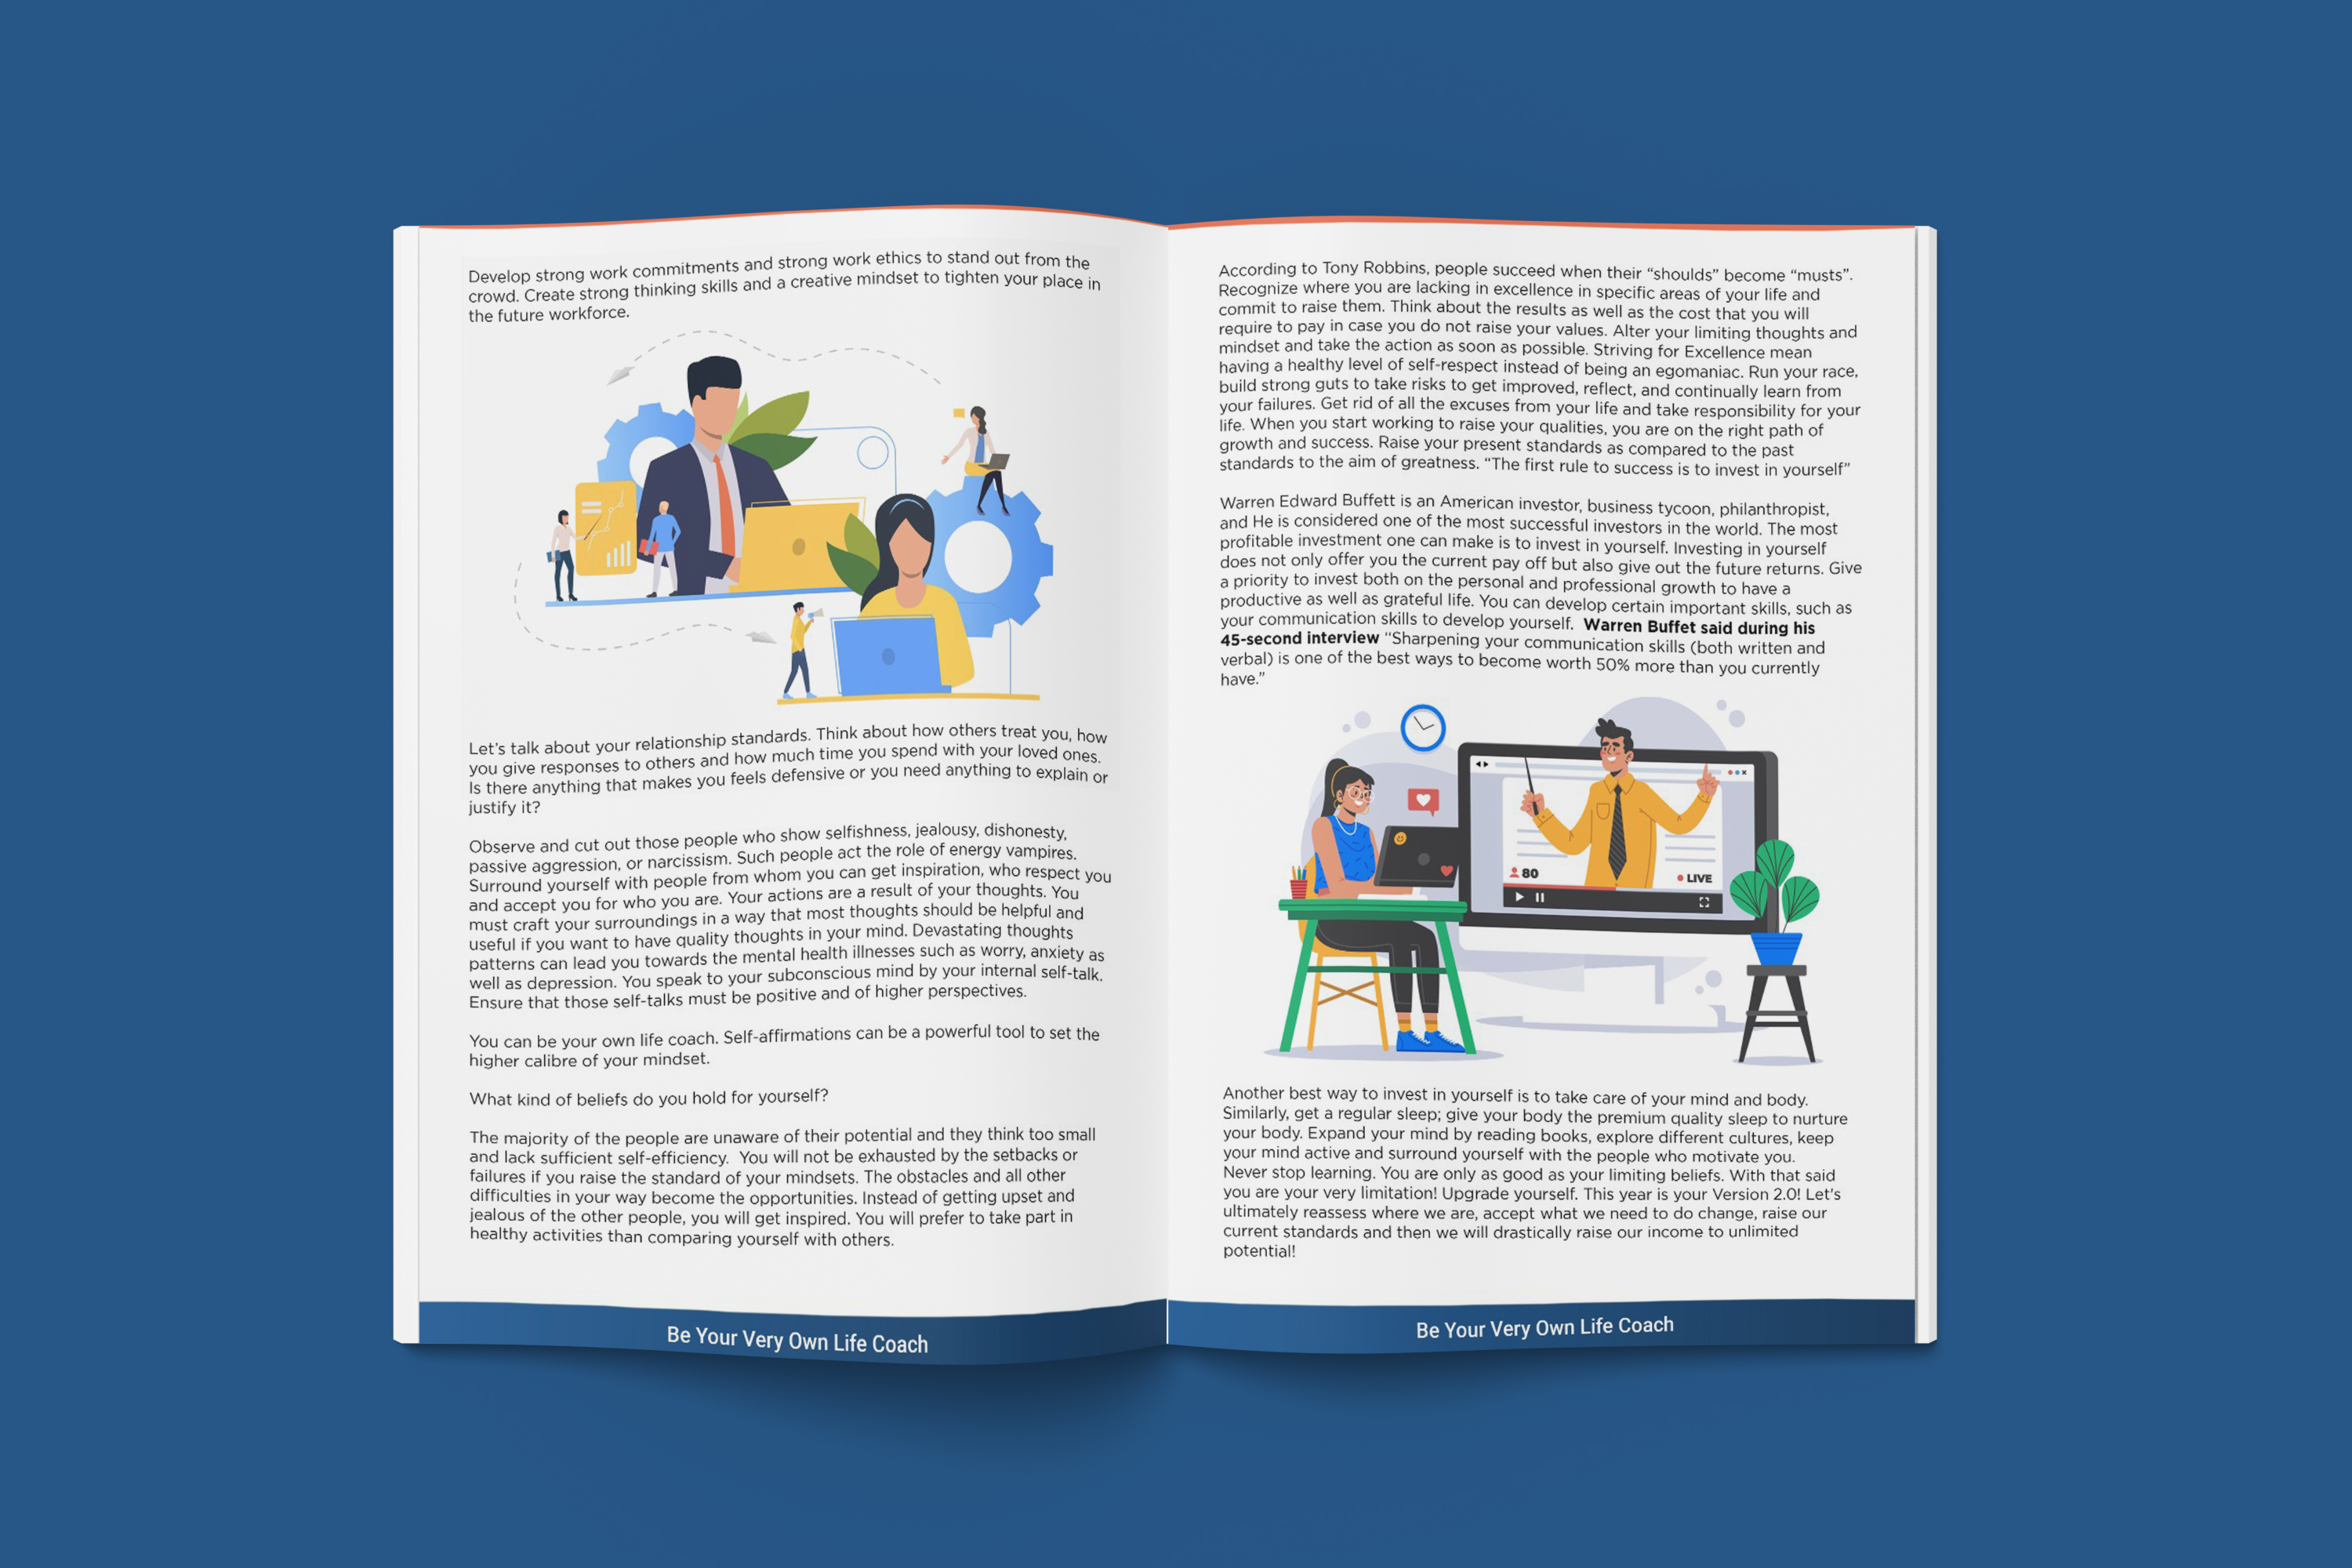 Develop strong work commitments and strong work ethics to stand out from the
crowd. Create strong thinking skills and a creative mindset to tighten your place in
the future workforce.
Let's talk about your relationship standards. Think about how others treat you, how
you give responses to others and how much time you spend with your loved ones.
Is there anything that makes you feels defensive or you need anything to explain or
justify it?
Observe and cut out those people who show selfishness, jealousy, dishonesty,
passive aggression, or narcissism. Such people act the role of energy vampires.
Surround yourself with people from whom you can get inspiration, who respect you
and accept you for who you are. Your actions are a result of your thoughts. You
must craft your surroundings in a way that most thoughts should be helpful and
useful if you want to have quality thoughts in your mind. Devastating thoughts
patterns can lead you towards the mental health illnesses such as worry, anxiety as
well as depression. You speak to your subconscious mind by your internal self-talk.
Ensure that those self-talks must be positive and of higher perspectives.
You can be your own life coach. Self-affirmations can be a powerful tool to set the
higher calibre of your mindset.
What kind of beliefs do you hold for yourself?
The majority of the people are unaware of their potential and they think too small
and lack sufficient self-efficiency.  You will not be exhausted by the setbacks or
failures if you raise the standard of your mindsets. The obstacles and all other
difficulties in your way become the opportunities. Instead of getting upset and
jealous of the other people, you will get inspired. You will prefer to take part in
healthy activities than comparing yourself with others.
Be Your Very Own Life Coach
According to Tony Robbins, people succeed when their “shoulds” become “musts”.
Recognize where you are lacking in excellence in specific areas of your life and
commit to raise them. Think about the results as well as the cost that you will
require to pay in case you do not raise your values. Alter your limiting thoughts and
mindset and take the action as soon as possible. Striving for Excellence mean
having a healthy level of self-respect instead of being an egomaniac. Run your race,
build strong guts to take risks to get improved, reflect, and continually learn from
your failures. Get rid of all the excuses from your life and take responsibility for your
life. When you start working to raise your qualities, you are on the right path of
growth and success. Raise your present standards as compared to the past
standards to the aim of greatness. “The first rule to success is to invest in yourself”
Warren Edward Buffett is an American investor, business tycoon, philanthropist,
and He is considered one of the most successful investors in the world. The most
profitable investment one can make is to invest in yourself. Investing in yourself
does not only offer you the current pay off but also give out the future returns. Give
a priority to invest both on the personal and professional growth to have a
productive as well as grateful life. You can develop certain important skills, such as
your communication skills to develop yourself.  Warren Buffet said during his
45-second interview “Sharpening your communication skills (both written and
verbal) is one of the best ways to become worth 50% more than you currently
have.”
80
LIVE
Another best way to invest in yourself is to take care of your mind and body.
Similarly, get a regular sleep; give your body the premium quality sleep to nurture
your body. Expand your mind by reading books, explore different cultures, keep
your mind active and surround yourself with the people who motivate you.
Never stop learning. You are only as good as your limiting beliefs. With that said
you are your very limitation! Upgrade yourself. This year is your Version 2.0! Let's
ultimately reassess where we are, accept what we need to do change, raise our
current standards and then we will drastically raise our income to unlimited
potential!
Be Your Very Own Life Coach